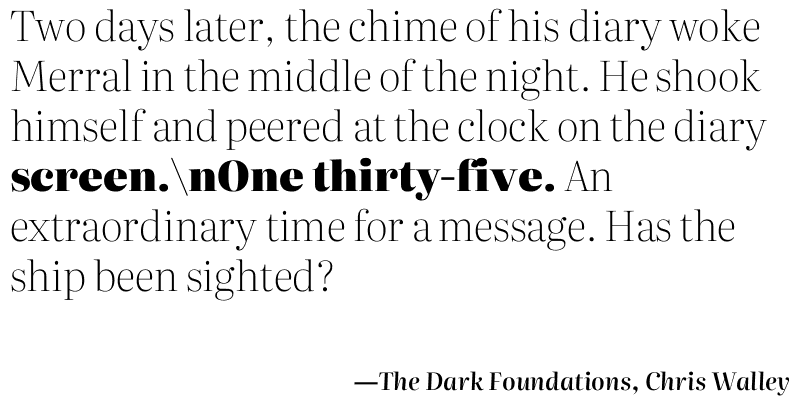 Two days later, the chime of his diary woke
Merral in the middle of the night. He shook
himself and peered at the clock on the diary
screen.\nOne thirty-five. An
extraordinary time for a message. Has the
ship been sighted?
—The Dark Foundations, Chris Walley